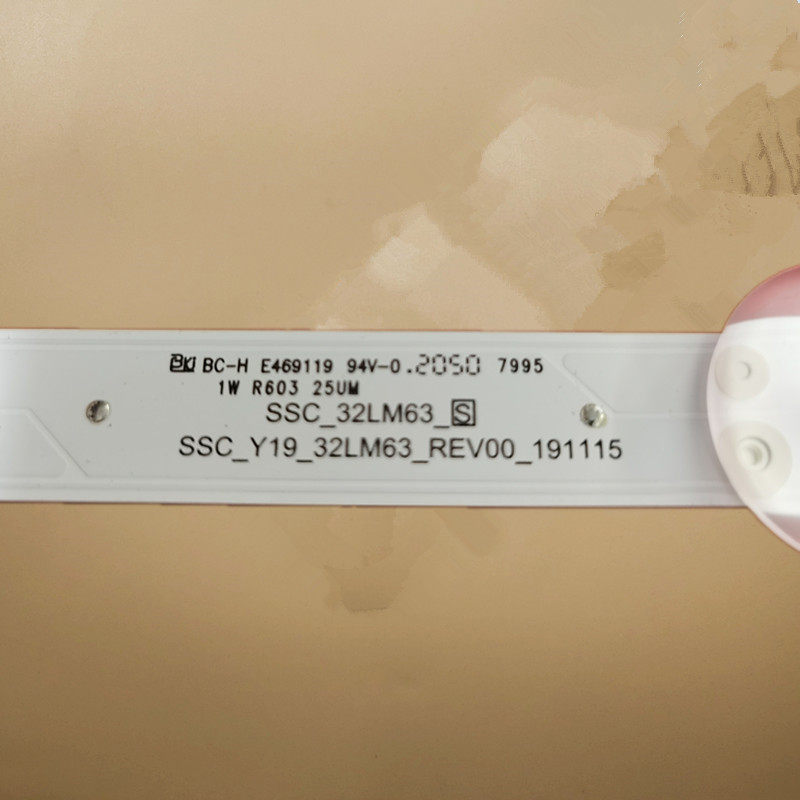 BC-H E469119 94V-0 .2050 7995
1W R603 25UM
SSC_32LM63_S
SSC_Y19_32LM63_REV00_191115